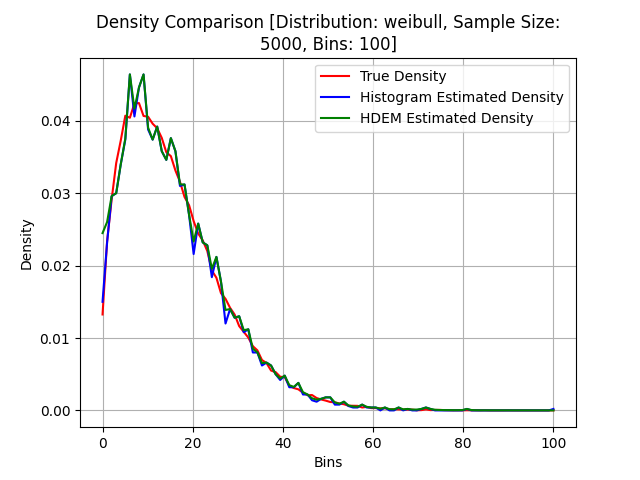 Density Comparison [Distribution: weibull, Sample Size:
5000, Bins: 100]
True Density
Histogram Estimated Density
HDEM Estimated Density
Density
0.04
0.03
0.02
0.01
0.00
0 20 40 60 80 100
Bins